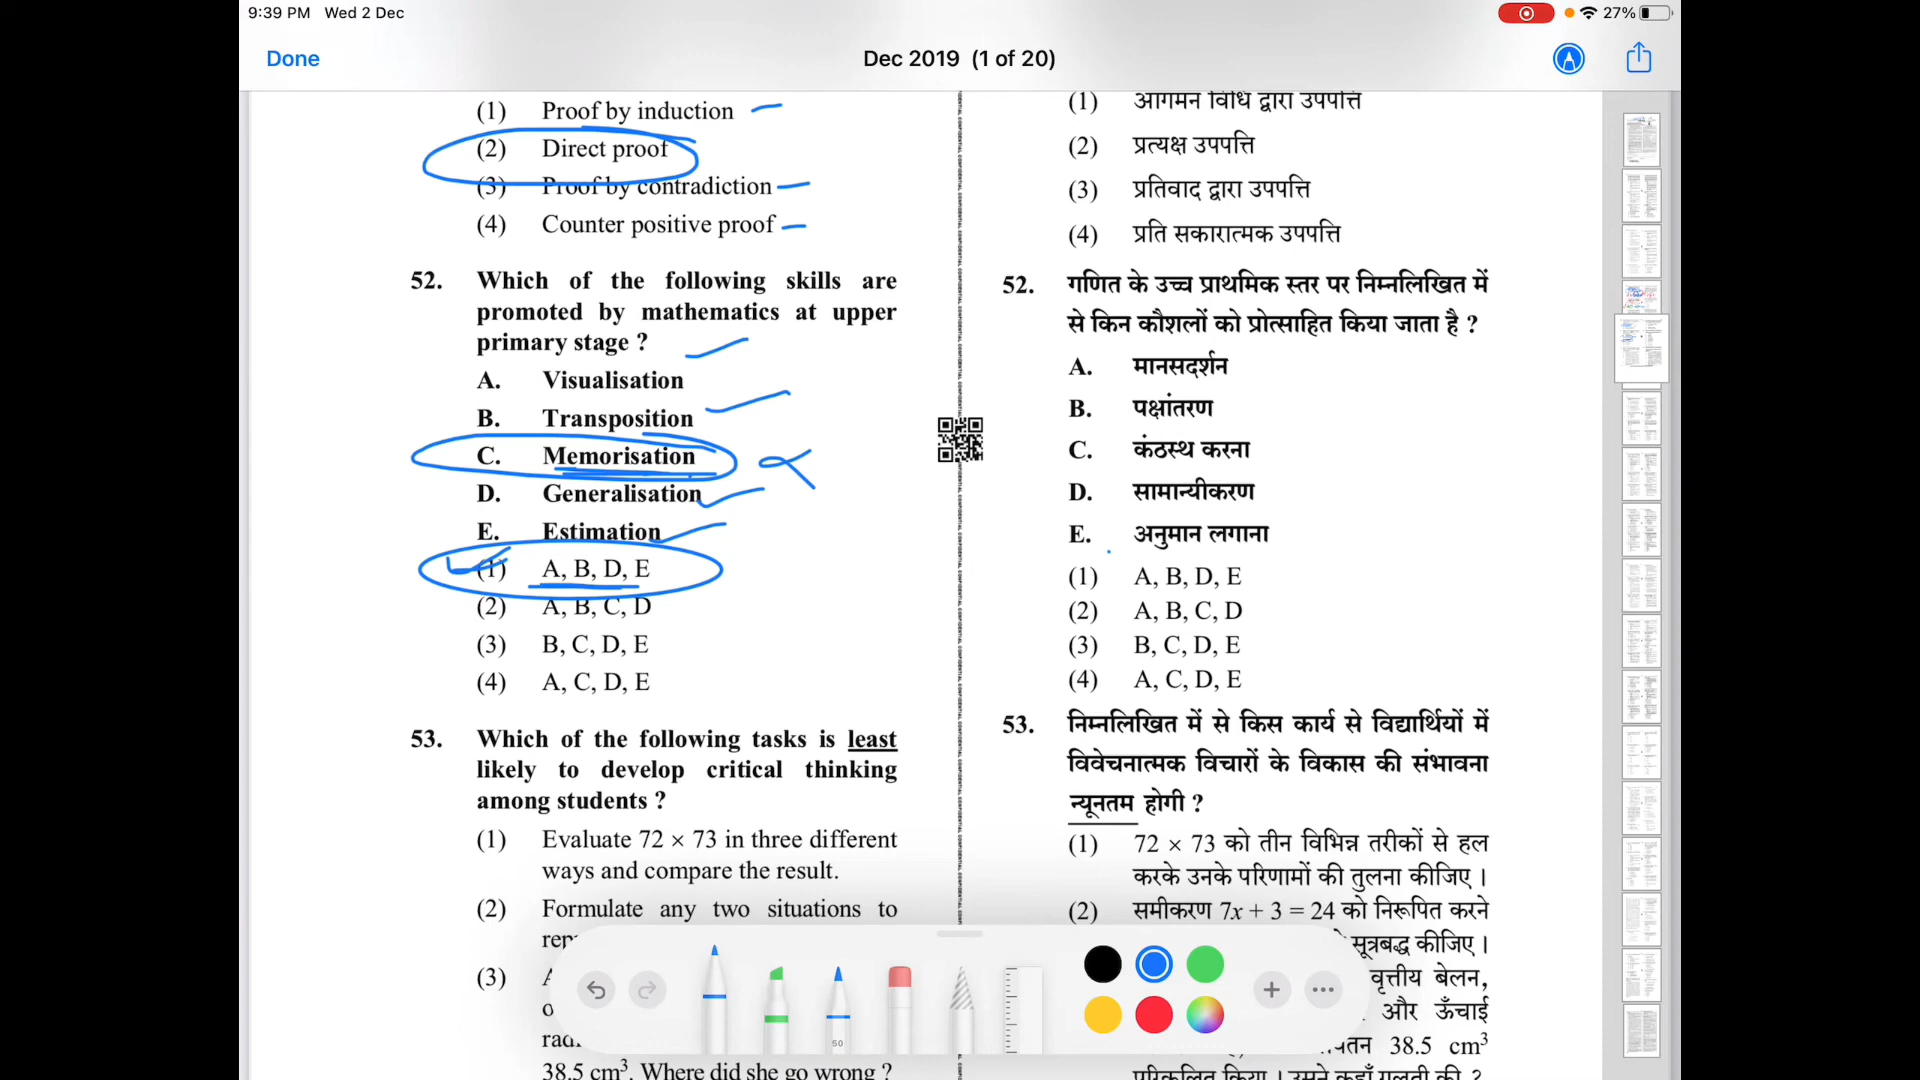 9:39 PM Wed 2 Dec
27%
Done
Dec 2019 (1 of 20)
(1) Proof by induction
(2) Direct proof
(3) Proof by contradiction
(4) Counter positive proof
52. Which of the following skills are
promoted by mathematics at upper
primary stage ?
A. Visualisation
B. Transposition
C. Memorisation
D. Generalisation
E. Estimation
(1) A, B, D, E
(2) A, B, C, D
(3) B, C, D, E
(4) A, C, D, E
53. Which of the following tasks is least
likely to develop critical thinking
among students ?
(1) Evaluate 72 × 73 in three different
ways and compare the result.
(2) Formulate any two situations to
(3)
38.5 cm³. Where did she go wrong ?
(1) आगमन विधि द्वारा उपपत्ति
(2) प्रत्यक्ष उपपत्ति
(3) प्रतिवाद द्वारा उपपत्ति
(4) प्रति सकारात्मक उपपत्ति
52. गणित के उच्च प्राथमिक स्तर पर निम्नलिखित में
से किन कौशलों को प्रोत्साहित किया जाता है ?
A. मानसदर्शन
B. पक्षांतरण
C. कंठस्थ करना
D. सामान्यीकरण
E. अनुमान लगाना
(1) A, B, D, E
(2) A, B, C, D
(3) B, C, D, E
(4) A, C, D, E
53. निम्नलिखित में से किस कार्य से विद्यार्थियों में
विवेचनात्मक विचारों के विकास की संभावना
न्यूनतम होगी ?
(1) 72 × 73 को तीन विभिन्न तरीकों से हल
करके उनके परिणामों की तुलना कीजिए ।
(2) समीकरण 7x + 3 = 24 को निरूपित करने
सूत्रबद्ध कीजिए ।
वृत्तीय बेलन,
और ऊँचाई
38.5 cm³
परिकलित किया । उसने कहाँ गलती की ?
50